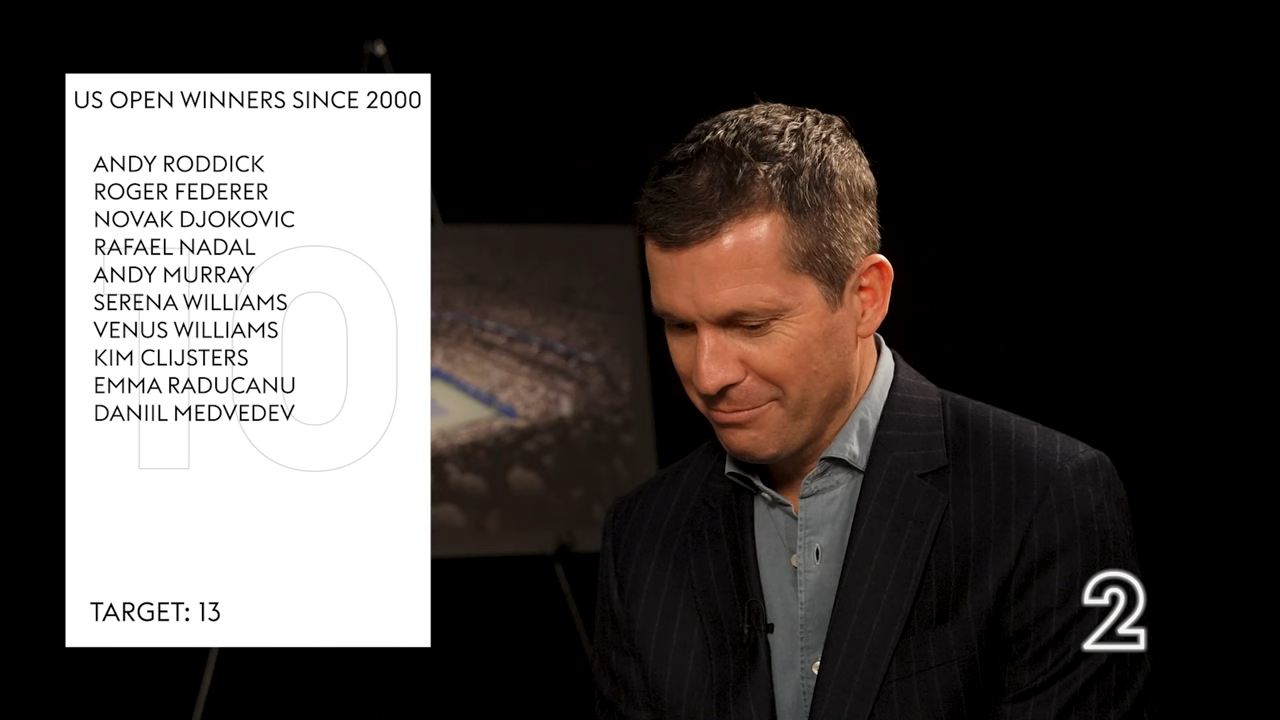 US OPEN WINNERS SINCE 2000
ANDY RODDICK
ROGER FEDERER
NOVAK DJOKOVIC
RAFAEL NADAL
ANDY MURRAY
SERENA WILLIAMS
VENUS WILLIAMS
KIM CLIJSTERS
EMMA RADUCANU
DANIIL MEDVEDEV
10
TARGET: 13
2